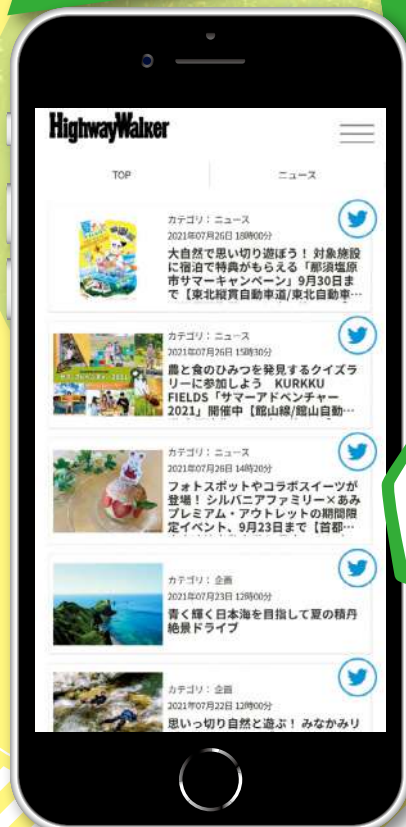 HighwayWalker
TOP
ニュース
カテゴリ：ニュース
2021年07月26日 18時00分
大自然で思い切り遊ぼう！ 対象施設
に宿泊で特典がもらえる「那須塩原
市サマーキャンペーン」9月30日ま
で【東北縦貫自動車道/東北自動車…
カテゴリ：ニュース
2021年07月26日 15時30分
農と食のひみつを発見するクイズラ
リーに参加しよう　KURKKU
FIELDS「サマーアドベンチャー
2021」開催中【館山線/館山自動…
カテゴリ：ニュース
2021年07月26日 14時20分
フォトスポットやコラボスイーツが
登場！ シルバニアファミリー×あみ
プレミアム・アウトレットの期間限
定イベント、9月23日まで【首都…
カテゴリ：企画
2021年07月23日 12時00分
青く輝く日本海を目指して夏の積丹
絶景ドライブ
カテゴリ：企画
2021年07月22日 12時00分
思いっ切り自然と遊ぶ！ みなかみリ